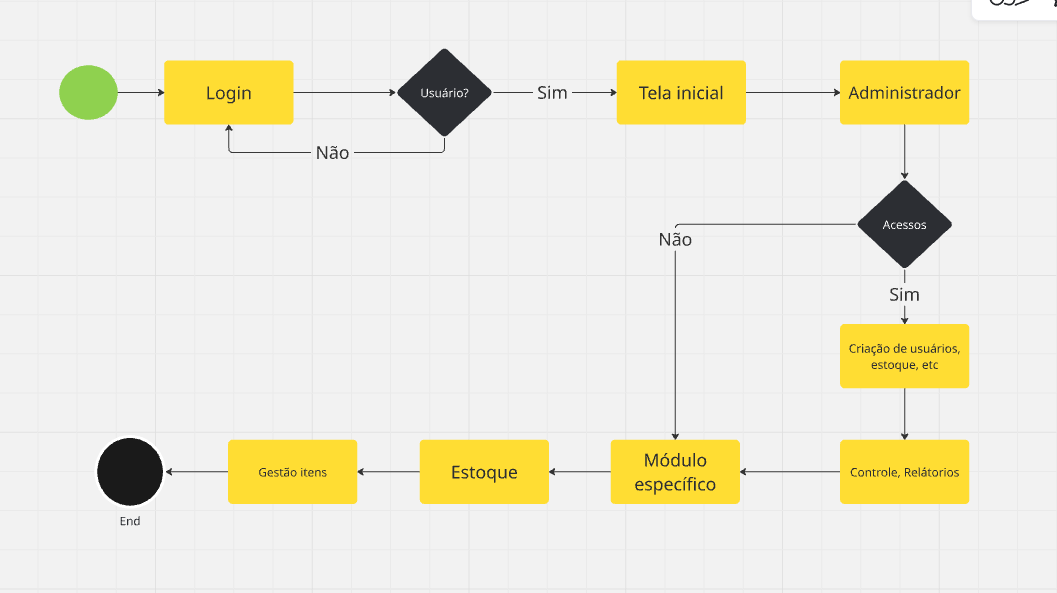 Login
Usuário?
Sim
Tela inicial
Administrador
Não
Acessos
Não
Sim
Criação de usuários,
estoque, etc
Controle, Relátorios
Módulo
específico
Estoque
Gestão itens
End